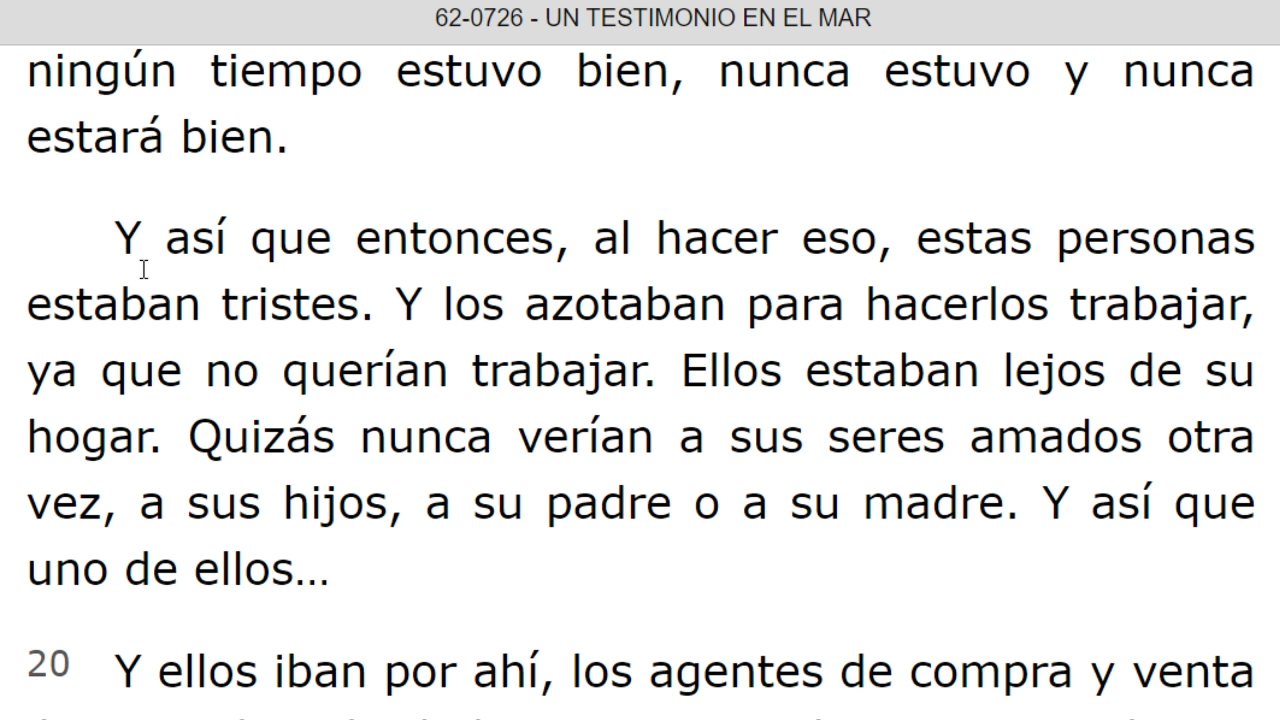 62-0726 - UN TESTIMONIO EN EL MAR
ningún tiempo estuvo bien, nunca estuvo y nunca
estará bien.
Y así que entonces, al hacer eso, estas personas
estaban tristes. Y los azotaban para hacerlos trabajar,
ya que no querían trabajar. Ellos estaban lejos de su
hogar. Quizás nunca verían a sus seres amados otra
vez, a sus hijos, a su padre o a su madre. Y así que
uno de ellos…
20 Y ellos iban por ahí, los agentes de compra y venta